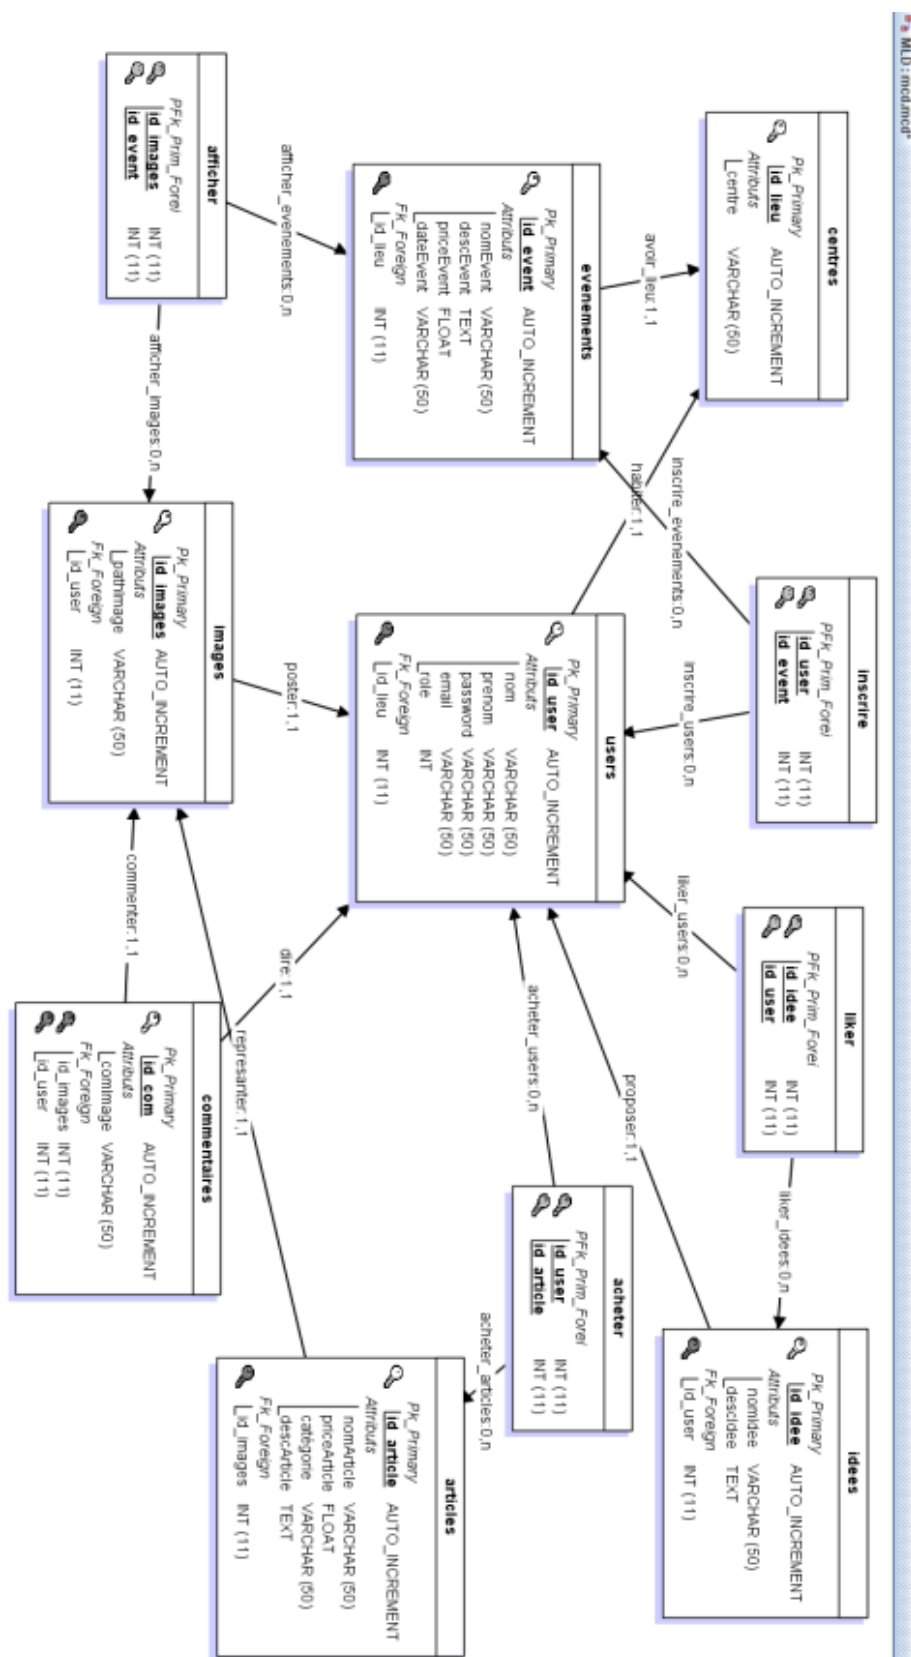 MLD : mcd.mcd*
centres
Pk_Primary
id_lieu AUTO_INCREMENT
Attributs
centre VARCHAR (50)
avoir_lieu:1,1
evenements
Pk_Primary
id_event AUTO_INCREMENT
Attributs
nomEvent VARCHAR (50)
descEvent TEXT
priceEvent FLOAT
dateEvent VARCHAR (50)
Fk_Foreign
id_lieu INT (11)
afficher_evenements:0,n
afficher
PFk_Prim_Forei
id_images INT (11)
id_event INT (11)
afficher_images:0,n
habiter:1,1
inscrire_evenements:0,n
inscrire
PFk_Prim_Forei
id_user INT (11)
id_event INT (11)
inscrire_users:0,n
users
Pk_Primary
id_user AUTO_INCREMENT
Attributs
nom VARCHAR (50)
prenom VARCHAR (50)
password VARCHAR (50)
email VARCHAR (50)
role INT
Fk_Foreign
id_lieu INT (11)
poster:1,1
images
Pk_Primary
id_images AUTO_INCREMENT
Attributs
pathImage VARCHAR (50)
Fk_Foreign
id_user INT (11)
liker_users:0,n
liker
PFk_Prim_Forei
id_idee INT (11)
id_user INT (11)
liker_idees:0,n
proposer:1,1
acheter_users:0,n
dire:1,1
commenter:1,1
represanter:1,1
commentaires
Pk_Primary
id_com AUTO_INCREMENT
Attributs
comImage VARCHAR (50)
Fk_Foreign
id_images INT (11)
id_user INT (11)
acheter
PFk_Prim_Forei
id_user INT (11)
id_article INT (11)
acheter_articles:0,n
idees
Pk_Primary
id_idee AUTO_INCREMENT
Attributs
nomIdee VARCHAR (50)
descIdee TEXT
Fk_Foreign
id_user INT (11)
articles
Pk_Primary
id_article AUTO_INCREMENT
Attributs
nomArticle VARCHAR (50)
priceArticle FLOAT
catégorie VARCHAR (50)
descArticle TEXT
Fk_Foreign
id_images INT (11)